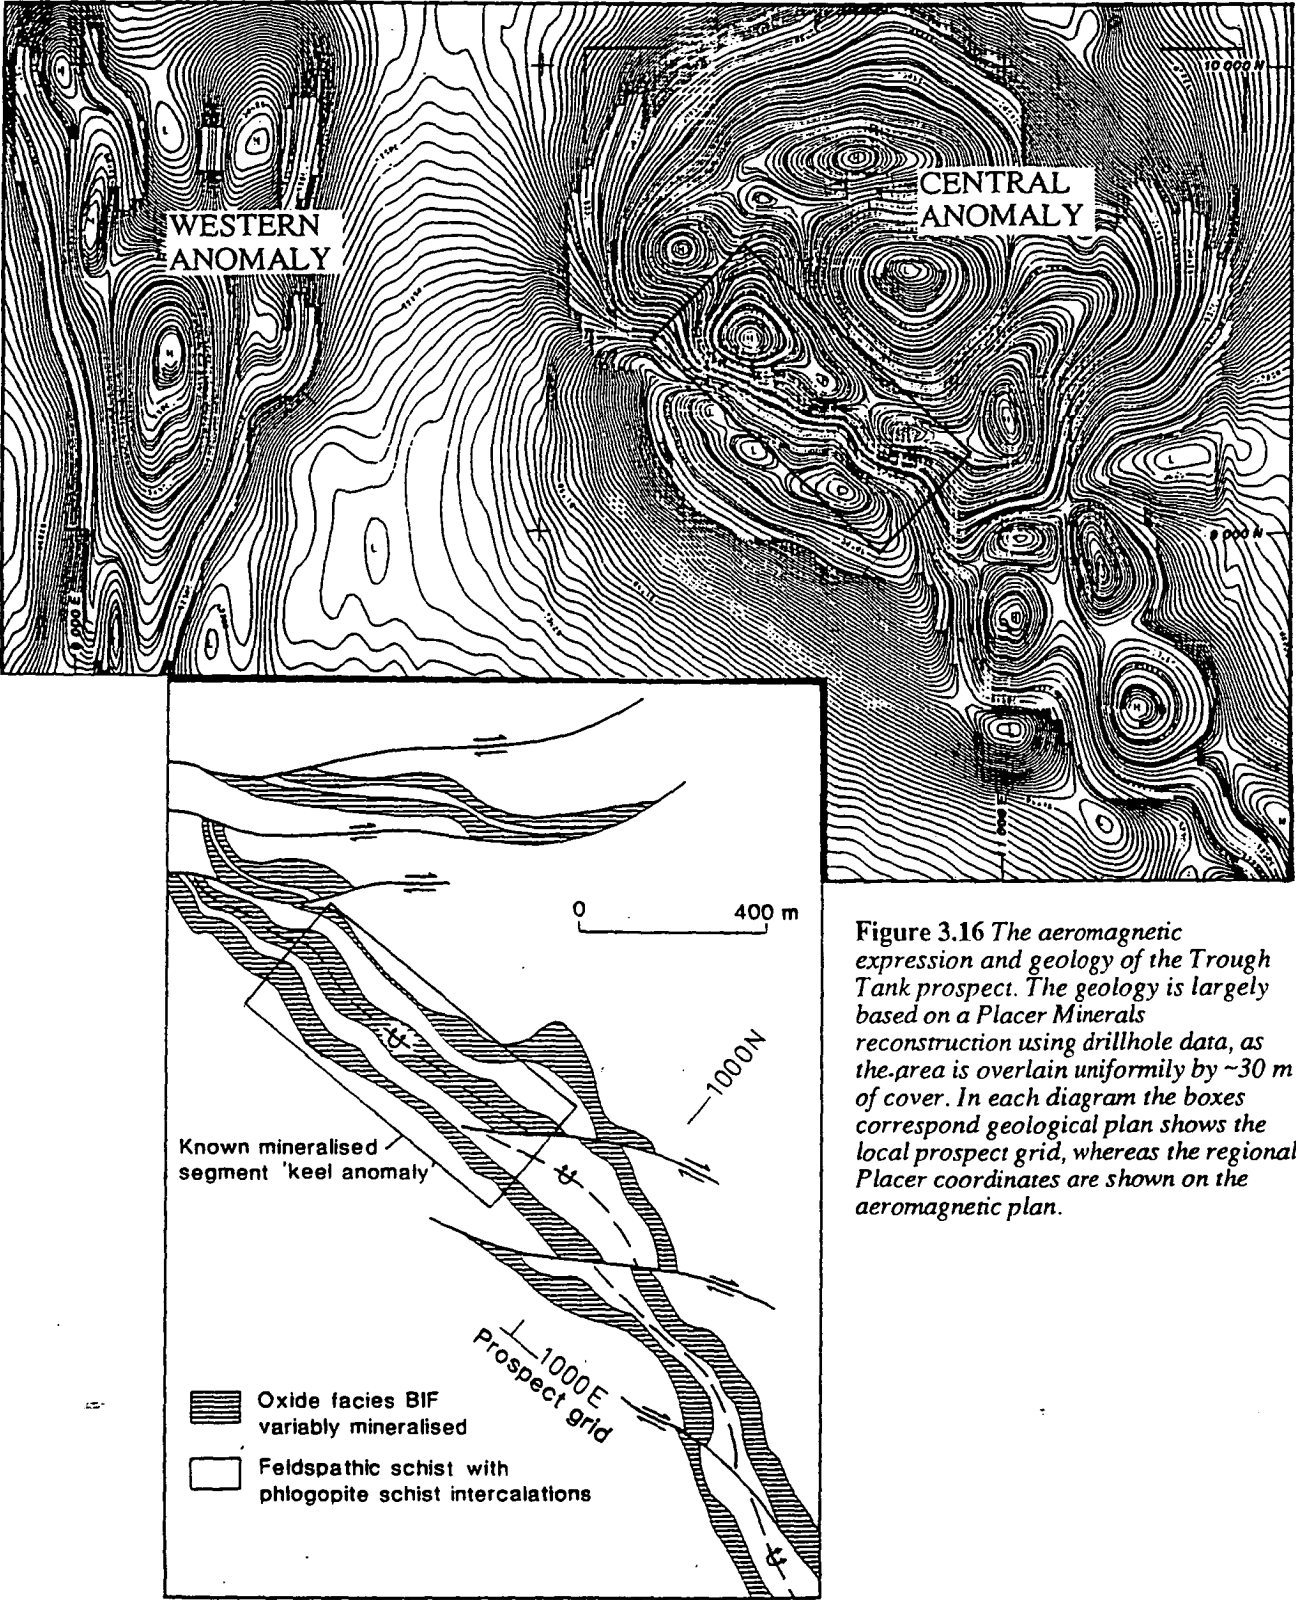 10 000 N
WESTERN
ANOMALY
CENTRAL
ANOMALY
L
H
H
L
L
H
L
9 000 N
000 E
000 E
0 400 m
1000N
Known mineralised
segment 'keel anomaly'
1000E
Prospect grid
Oxide facies BIF
variably mineralised
Feldspathic schist with
phlogopite schist intercalations
Figure 3.16 The aeromagnetic
expression and geology of the Trough
Tank prospect. The geology is largely
based on a Placer Minerals
reconstruction using drillhole data, as
the area is overlain uniformily by ~30 m
of cover. In each diagram the boxes
correspond geological plan shows the
local prospect grid, whereas the regional
Placer coordinates are shown on the
aeromagnetic plan.